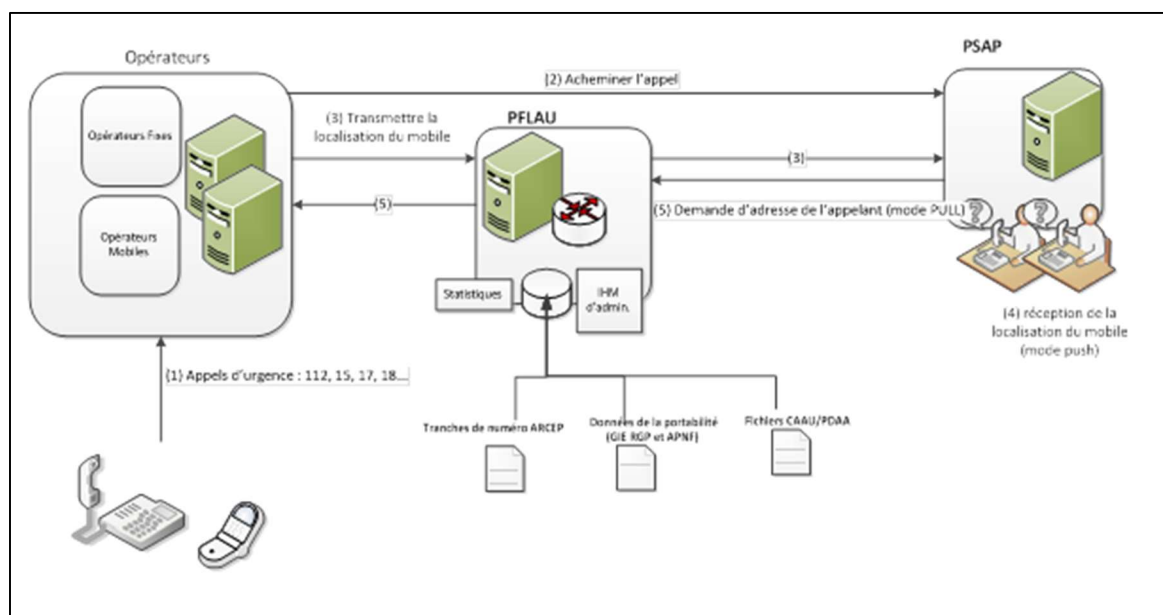 Opérateurs
PSAP
(2) Acheminer l'appel
Opérateurs Fixes
(3) Transmettre la
localisation du mobile
PFLAU
(3)
(5)
(5) Demande d'adresse de l'appelant (mode PULL)
? ?
Opérateurs
Mobiles
Statistiques
IHM
d'admin.
(4) réception de la
localisation du mobile
(mode push)
(1) Appels d'urgence : 112, 15, 17, 18...
Tranches de numéro ARCEP
Données de la portabilité
(GIE RGP et APNF)
Fichiers CAAU/PDAA